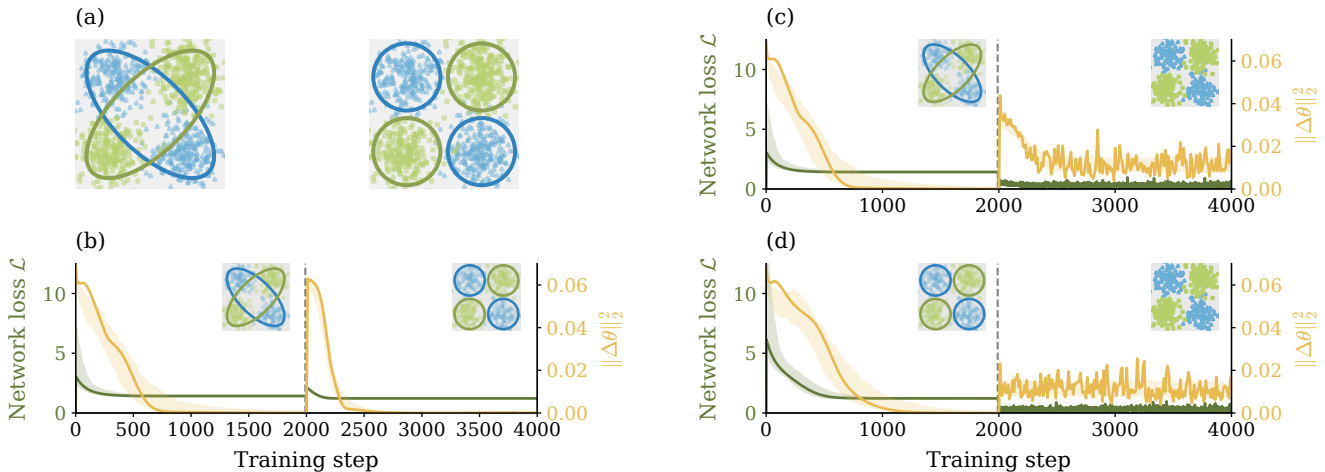 (a)
(b)
Network loss ℒ
10
5
0
0 500 1000 1500 2000 2500 3000 3500 4000
Training step
0.06
0.04
0.02
0.00
||Δθ||₂²
(c)
Network loss ℒ
10
5
0
0 1000 2000 3000 4000
0.06
0.04
0.02
0.00
||Δθ||₂²
(d)
Network loss ℒ
10
5
0
0 1000 2000 3000 4000
Training step
0.06
0.04
0.02
0.00
||Δθ||₂²